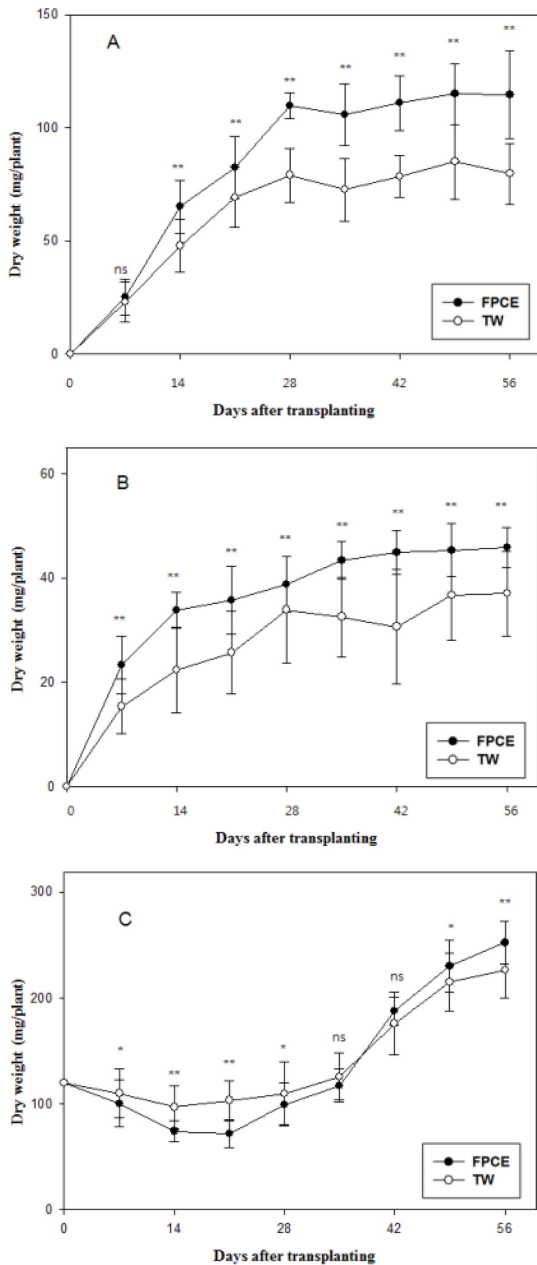 A
150
100
50
0
Dry weight (mg/plant)
ns
**
**
**
**
**
**
**
FPCE
TW
0 14 28 42 56
Days after transplanting
B
60
40
20
0
Dry weight (mg/plant)
**
**
**
**
**
**
**
**
FPCE
TW
0 14 28 42 56
Days after transplanting
C
300
200
100
0
Dry weight (mg/plant)
*
**
**
*
ns
ns
*
**
FPCE
TW
0 14 28 42 56
Days after transplanting